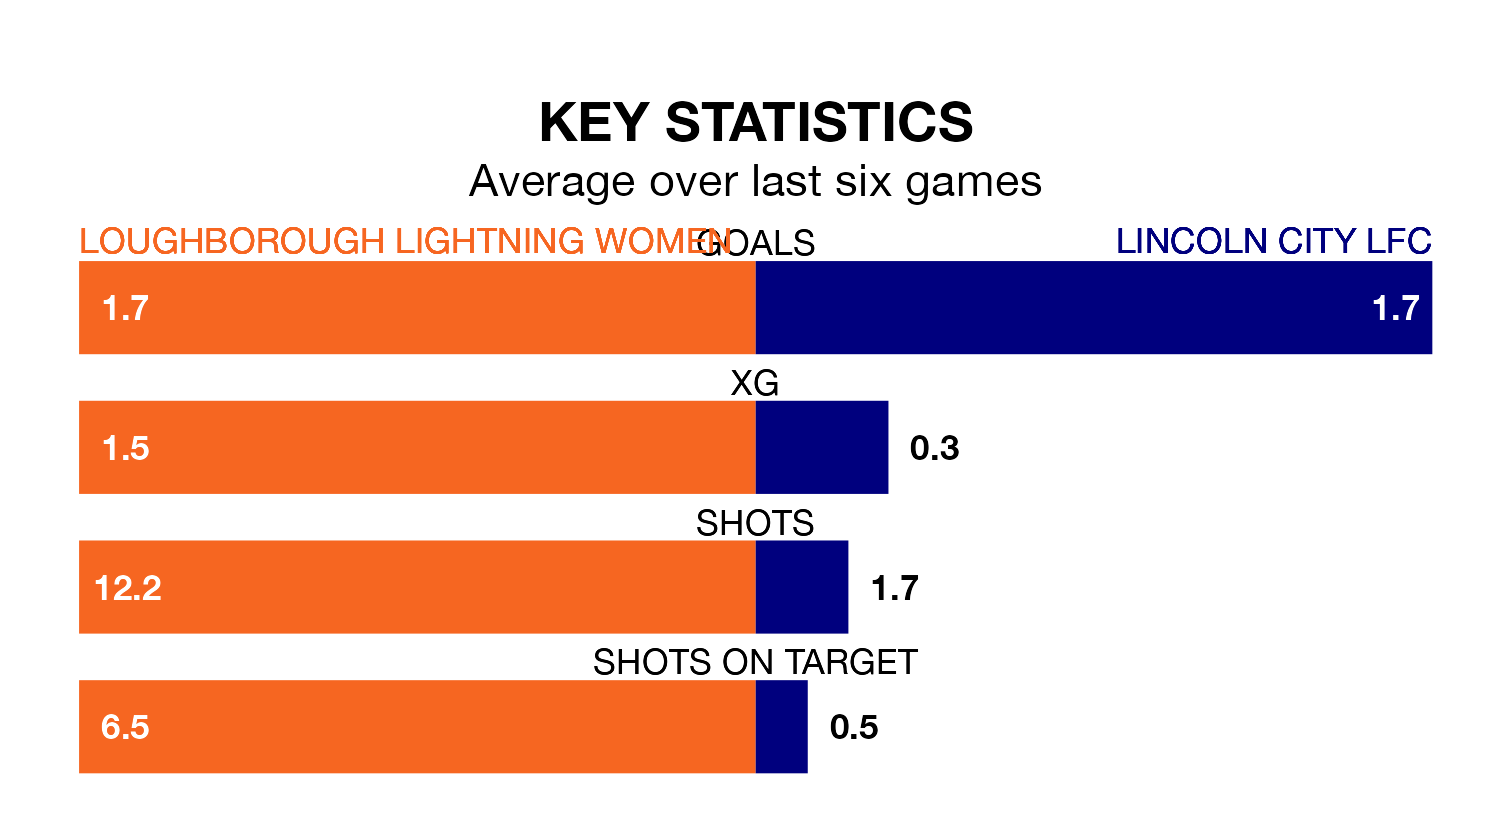 KEY STATISTICS
Average over last six games
LOUGHBOROUGH LIGHTNING WOMEN GOALS LINCOLN CITY LFC
1.7 1.7
XG
1.5 0.3
SHOTS
12.2 1.7
SHOTS ON TARGET
6.5 0.5